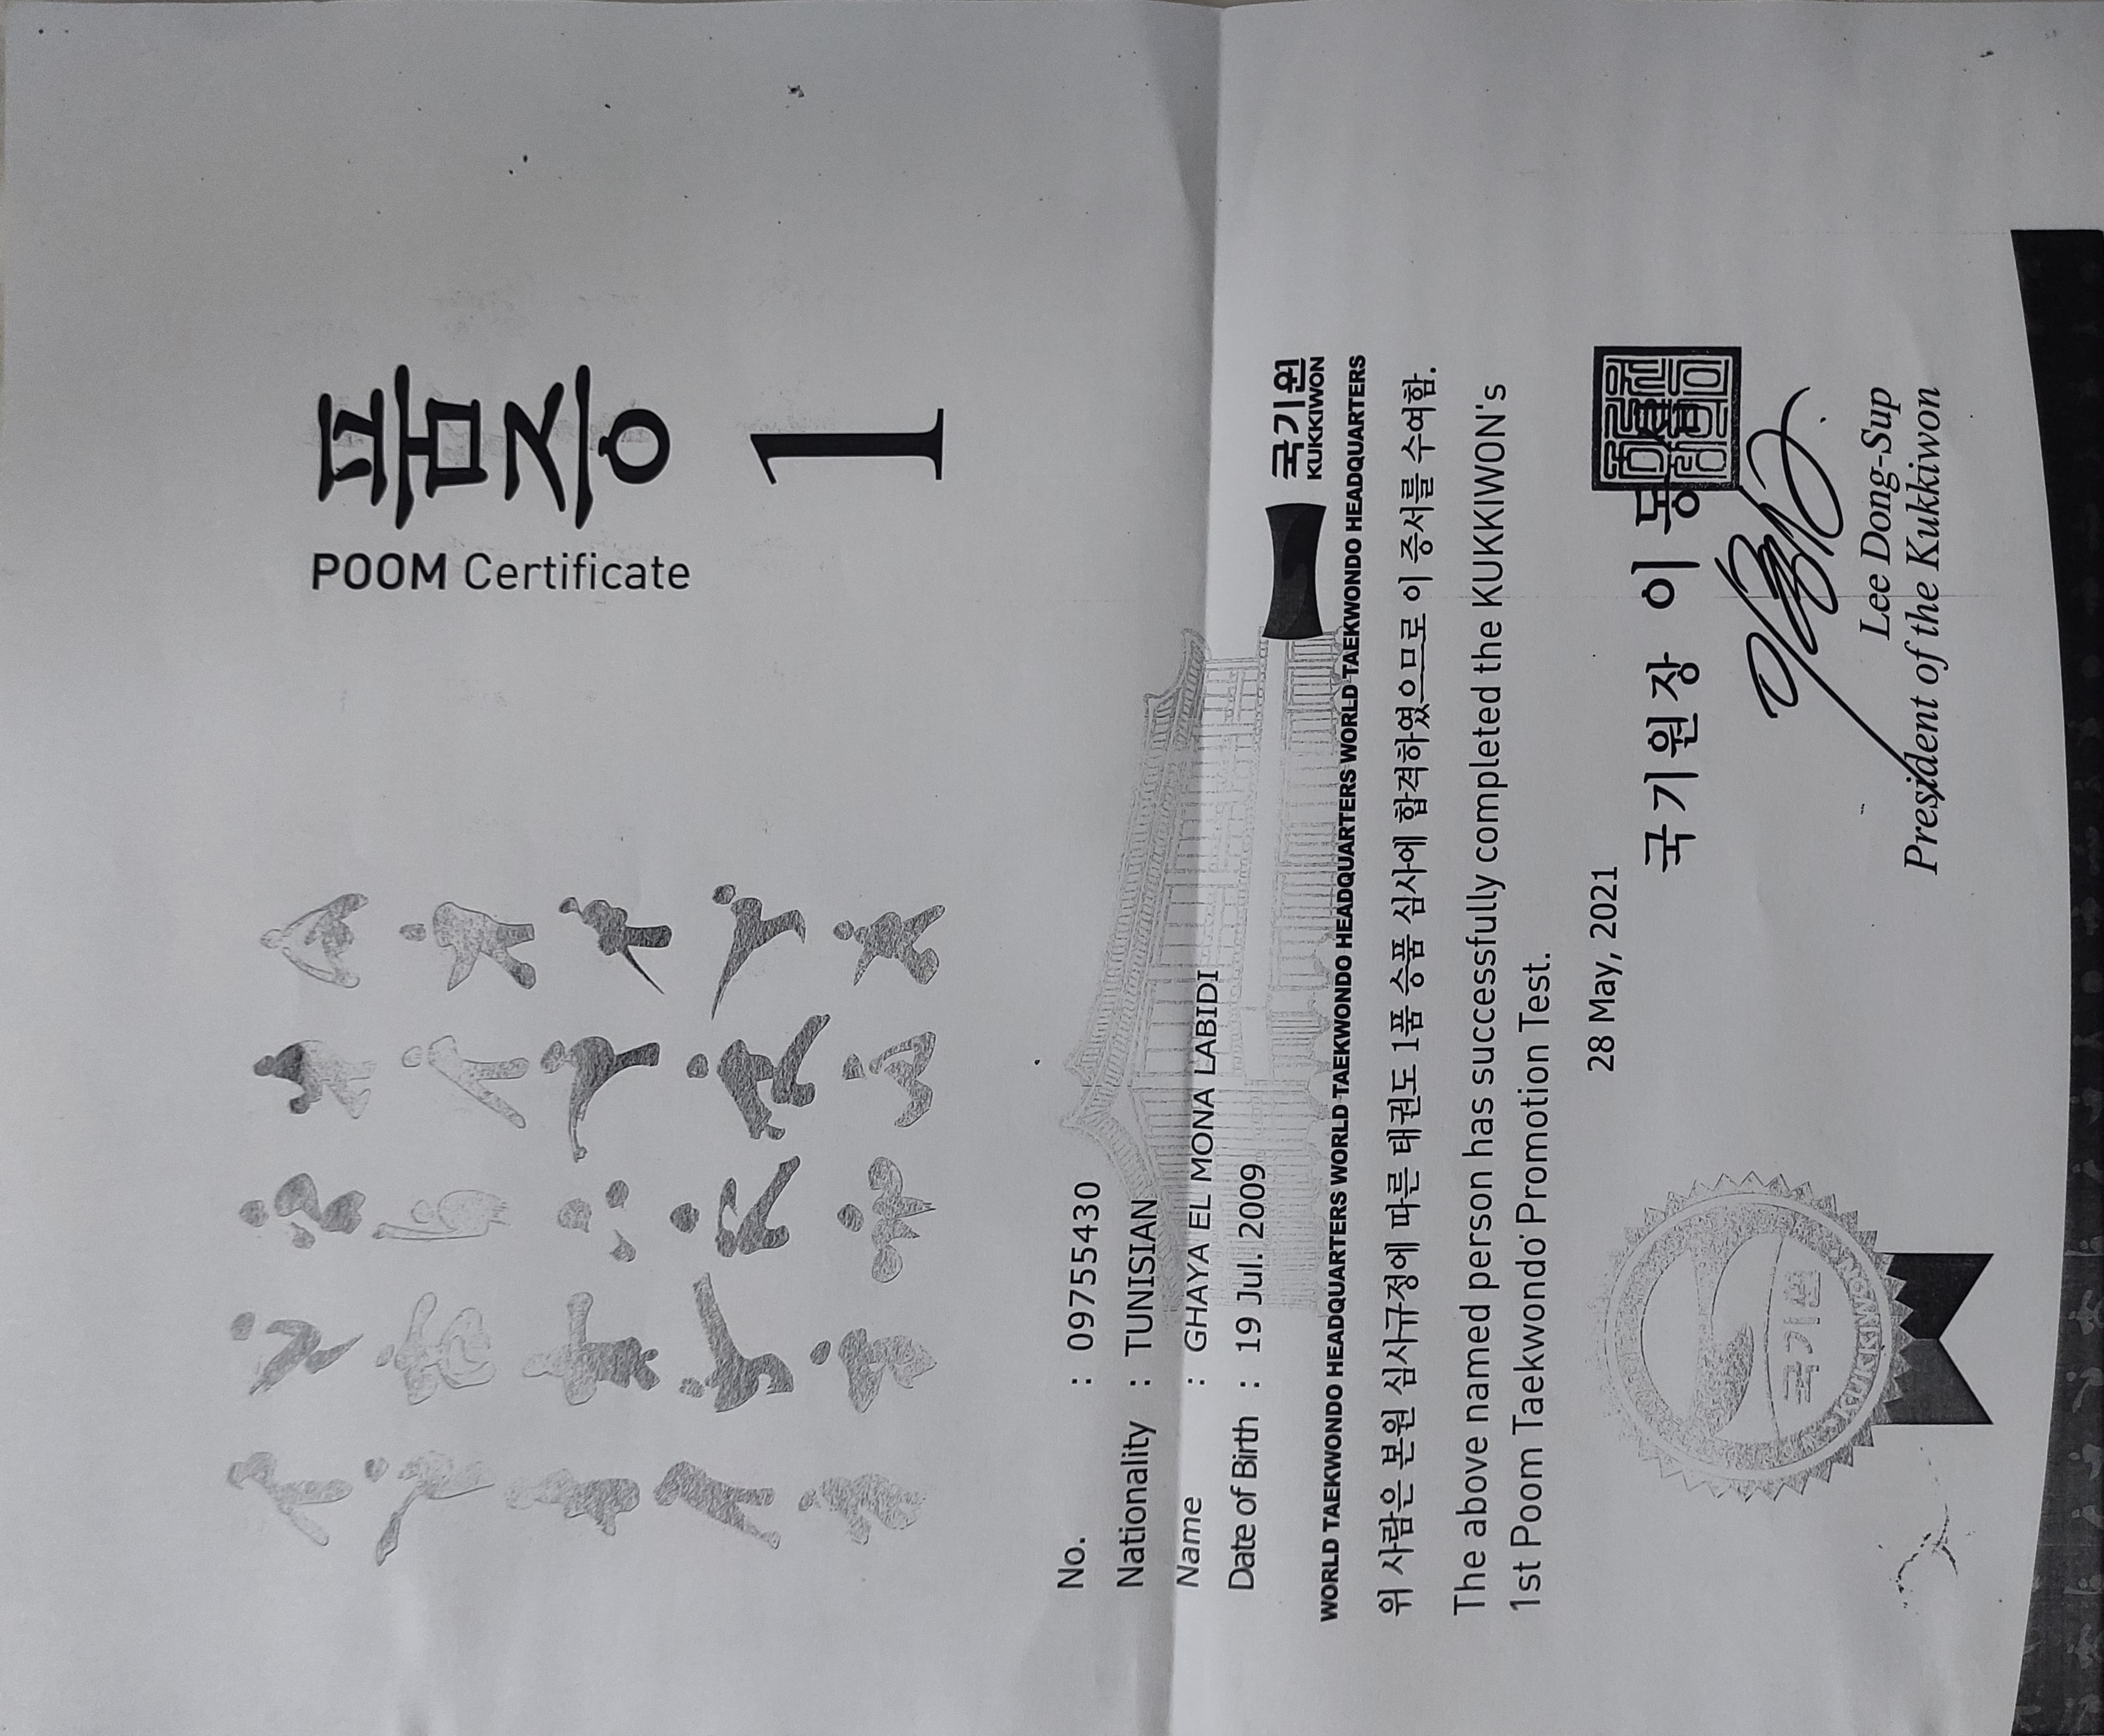 품증
POOM Certificate
1
No. : 09755430
Nationality : TUNISIAN
Name : GHAYA EL MONA LABIDI
Date of Birth : 19 Jul. 2009
국기원
KUKKIWON
WORLD TAEKWONDO HEADQUARTERS WORLD TAEKWONDO HEADQUARTERS WORLD TAEKWONDO HEADQUARTERS WORLD TAEKWONDO HEADQUARTERS
위 사람은 본원 심사규정에 따른 태권도 1품 승품 심사에 합격하였으므로 이 증서를 수여함.
The above named person has successfully completed the KUKKIWON's
1st Poom Taekwondo Promotion Test.
28 May, 2021
국기원장 이 동
Lee Dong-Sup
President of the Kukkiwon
국기원
KUKKIWON